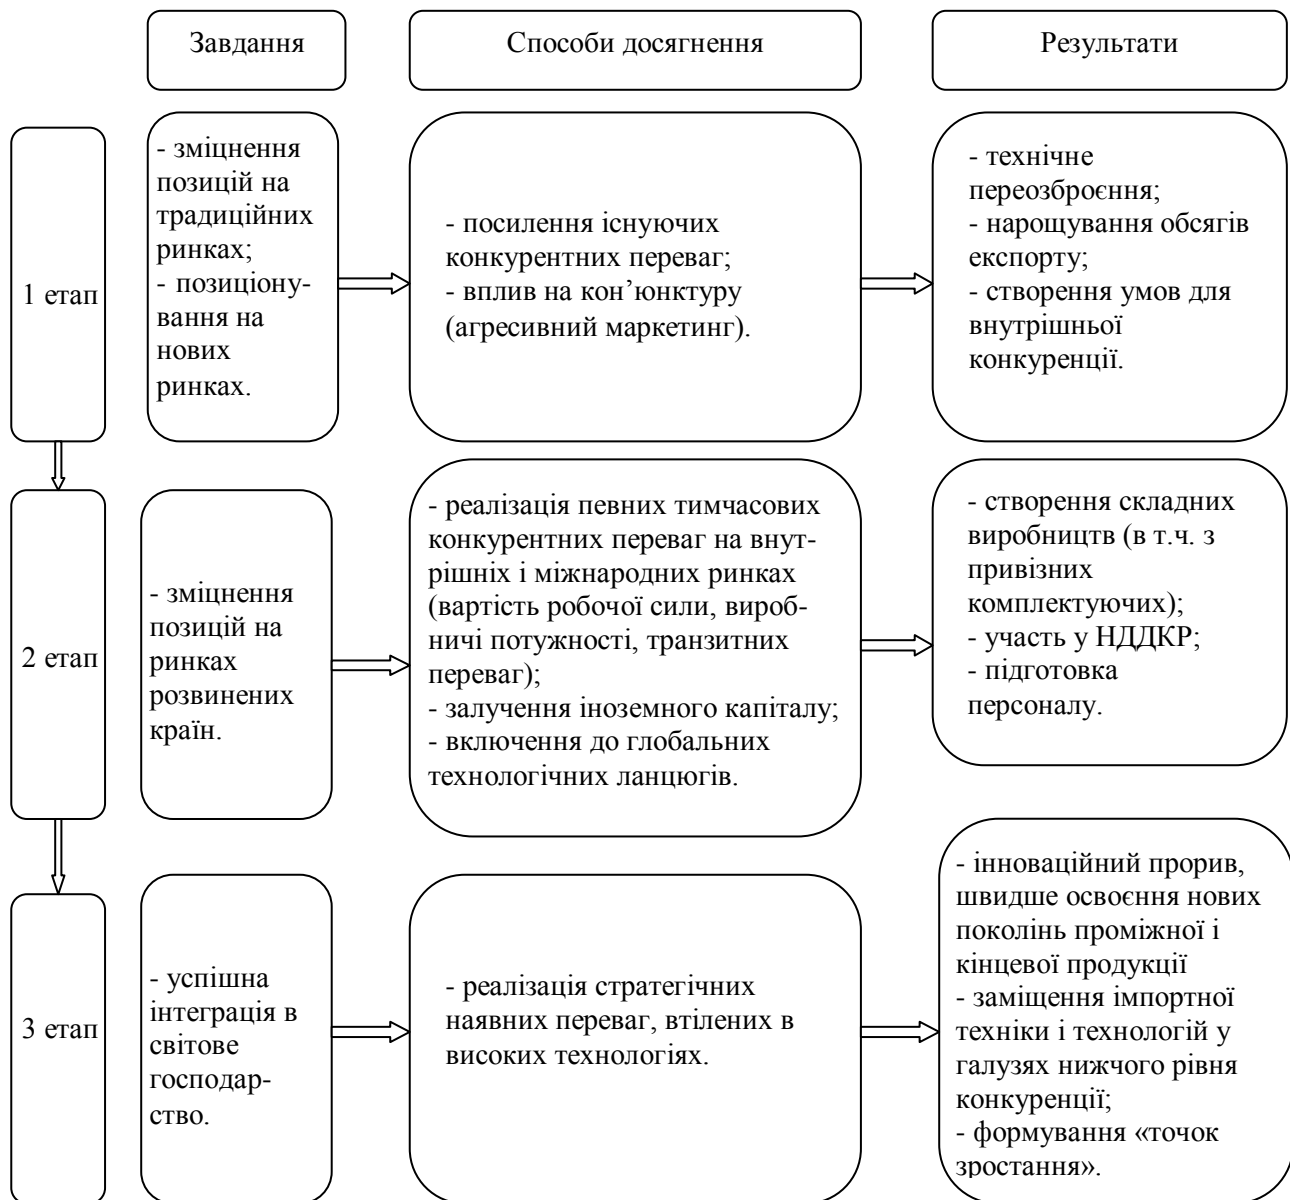 Завдання
Способи досягнення
Результати
1 етап
- зміцнення
позицій на
традиційних
ринках;
- позиціону-
вання на
нових
ринках.
- посилення існуючих
конкурентних переваг;
- вплив на кон’юнктуру
(агресивний маркетинг).
- технічне
переозброєння;
- нарощування обсягів
експорту;
- створення умов для
внутрішньої
конкуренції.
2 етап
- зміцнення
позицій на
ринках
розвинених
країн.
- реалізація певних тимчасових
конкурентних переваг на внут-
рішніх і міжнародних ринках
(вартість робочої сили, вироб-
ничі потужності, транзитних
переваг);
- залучення іноземного капіталу;
- включення до глобальних
технологічних ланцюгів.
- створення складних
виробництв (в т.ч. з
привізних
комплектуючих);
- участь у НДДКР;
- підготовка
персоналу.
3 етап
- успішна
інтеграція в
світове
господар-
ство.
- реалізація стратегічних
наявних переваг, втілених в
високих технологіях.
- інноваційний прорив,
швидше освоєння нових
поколінь проміжної і
кінцевої продукції
- заміщення імпортної
техніки і технологій у
галузях нижчого рівня
конкуренції;
- формування «точок
зростання».